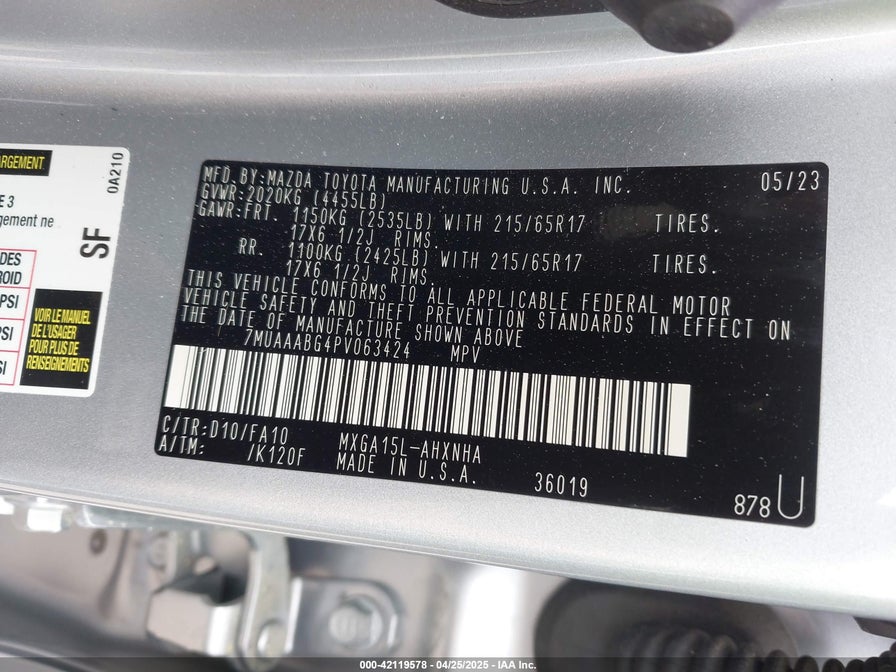 ARGEMENT
0A210
E 3
gement ne
SF
DES
ROID
PSI
PSI
SI
VOIR LE MANUEL
DE L'USAGER
POUR PLUS DE
RENSEIGNEMENTS
MFD.BY:MAZDA TOYOTA MANUFACTURING U.S.A. INC. 05/23
GVWR:2020KG (4455LB)
GAWR:FRT. 1150KG (2535LB) WITH 215/65R17 TIRES.
17X6 1/2J RIMS.
RR. 1100KG (2425LB) WITH 215/65R17 TIRES.
17X6 1/2J RIMS.
THIS VEHICLE CONFORMS TO ALL APPLICABLE FEDERAL MOTOR
VEHICLE SAFETY AND THEFT PREVENTION STANDARDS IN EFFECT ON
THE DATE OF MANUFACTURE SHOWN ABOVE
7MUAAABG4PV063424 MPV
C/TR:D10/FA10 MXGA15L-AHXNHA
A/TM: /K120F MADE IN U.S.A. 36019
878U
000-42119578 - 04/25/2025 - IAA Inc.